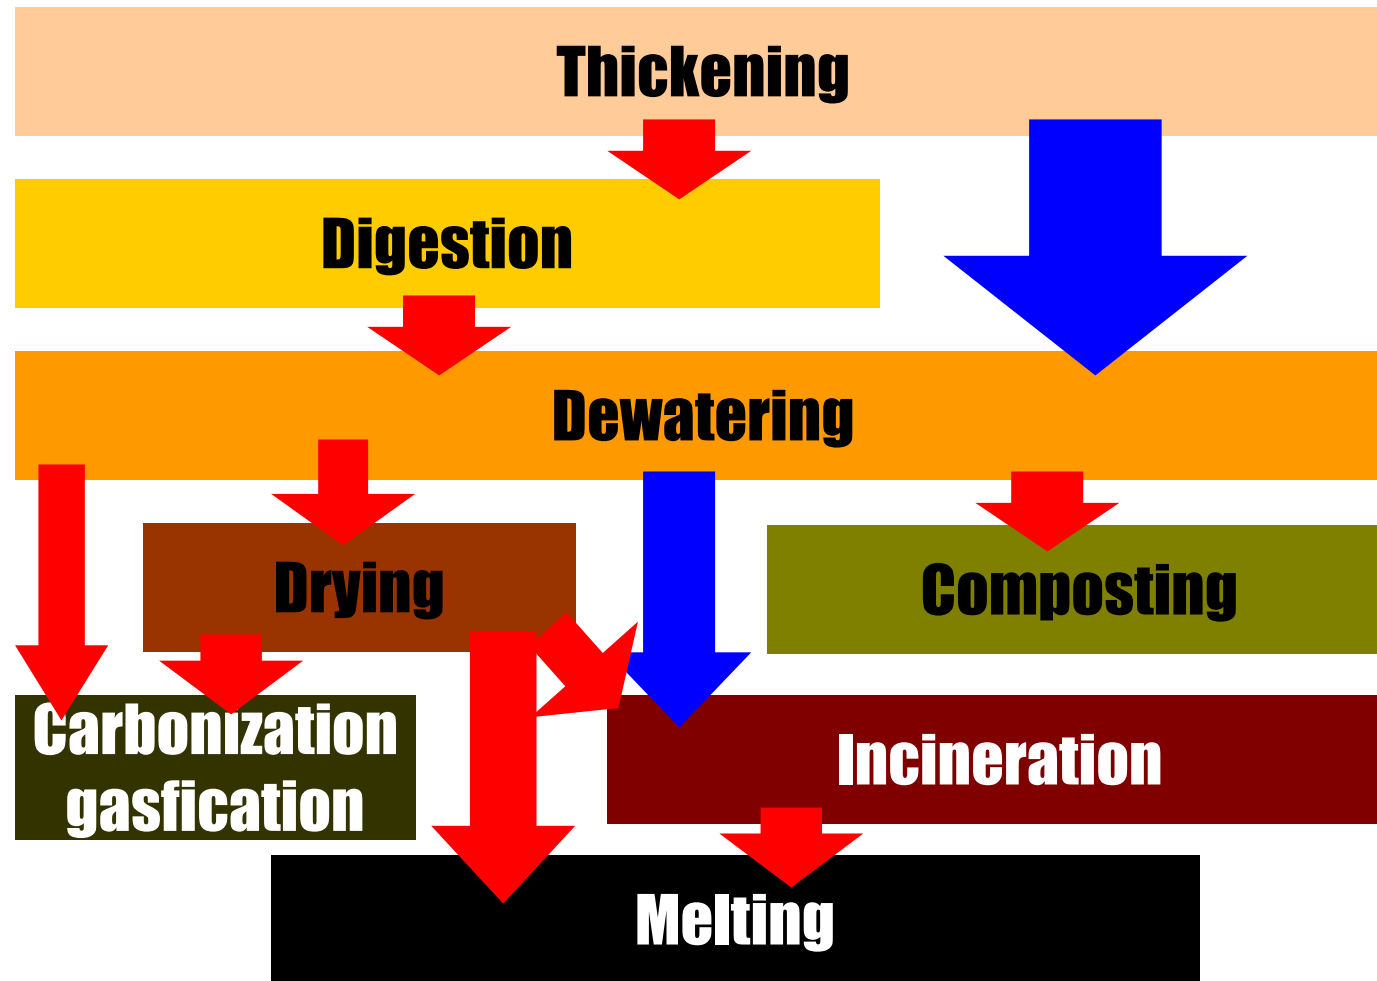 Thickening
Digestion
Dewatering
Drying
Composting
Carbonization
gasfication
Incineration
Melting